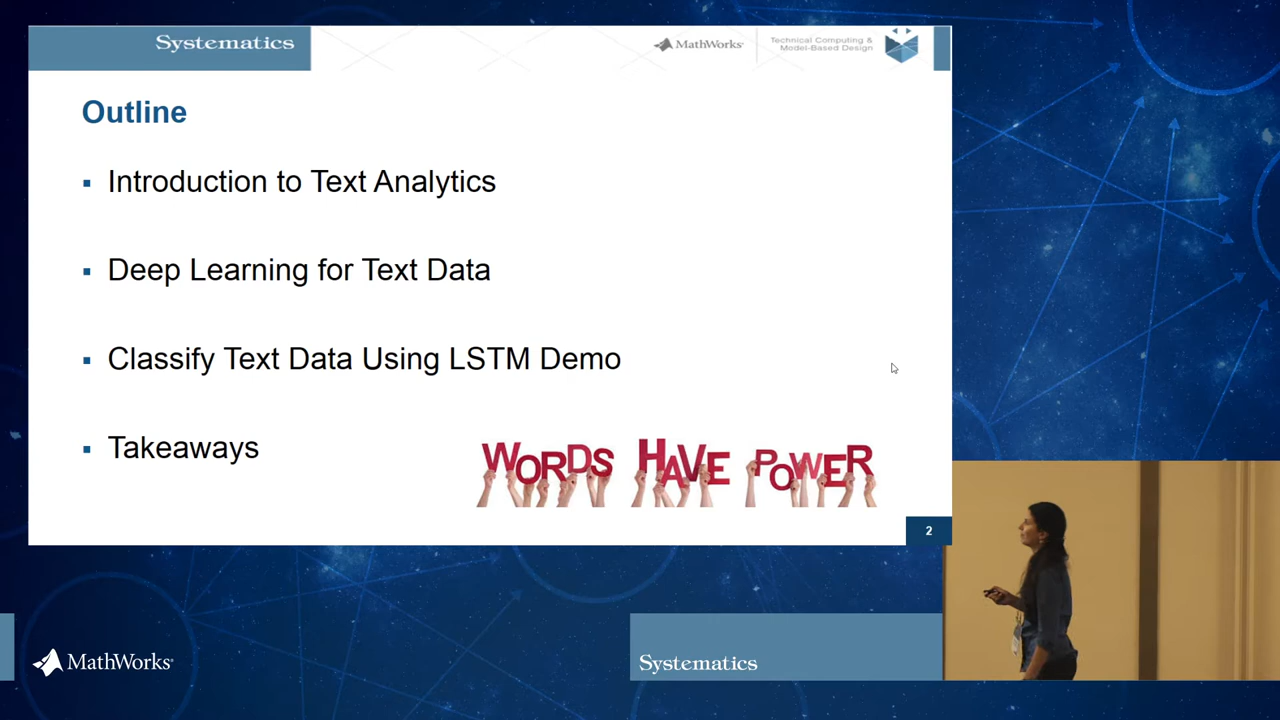 Systematics
MathWorks®
Technical Computing &
Model-Based Design
Outline
▪ Introduction to Text Analytics
▪ Deep Learning for Text Data
▪ Classify Text Data Using LSTM Demo
▪ Takeaways
WORDS HAVE POWER
2
MathWorks®
Systematics